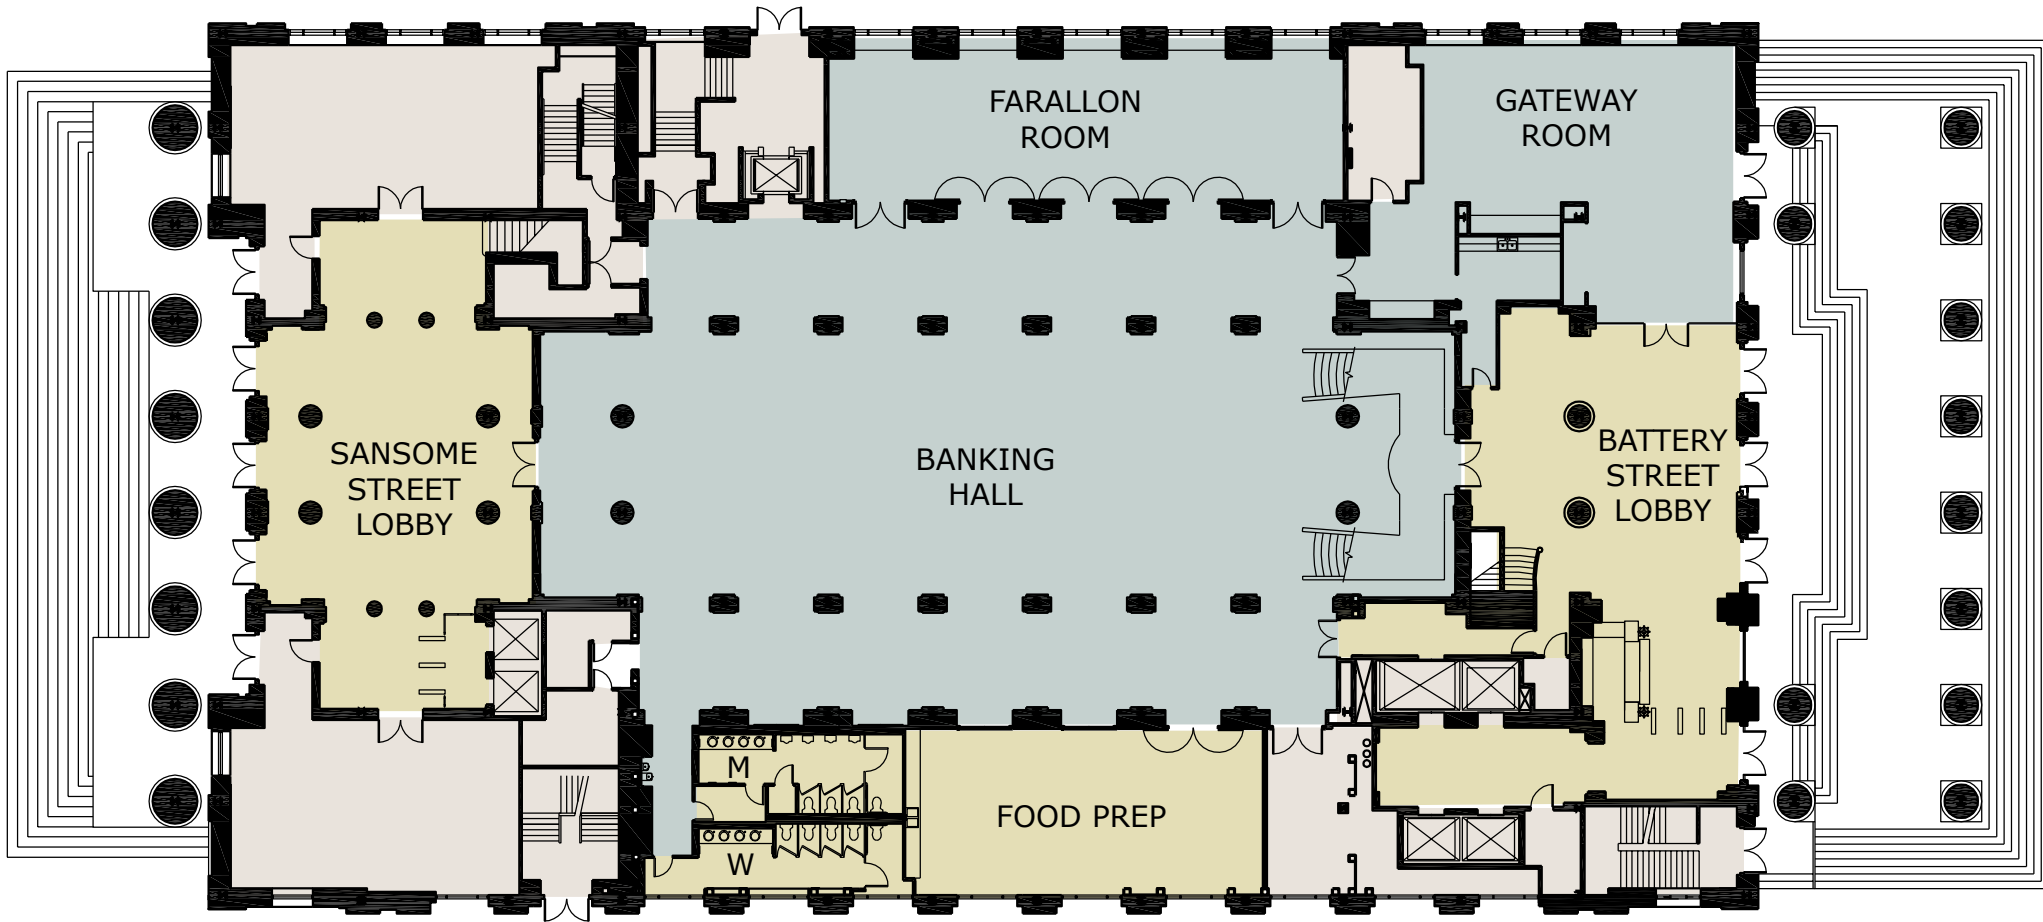 FARALLON
ROOM
GATEWAY
ROOM
SANSOME
STREET
LOBBY
BANKING
HALL
BATTERY
STREET
LOBBY
M
FOOD PREP
W